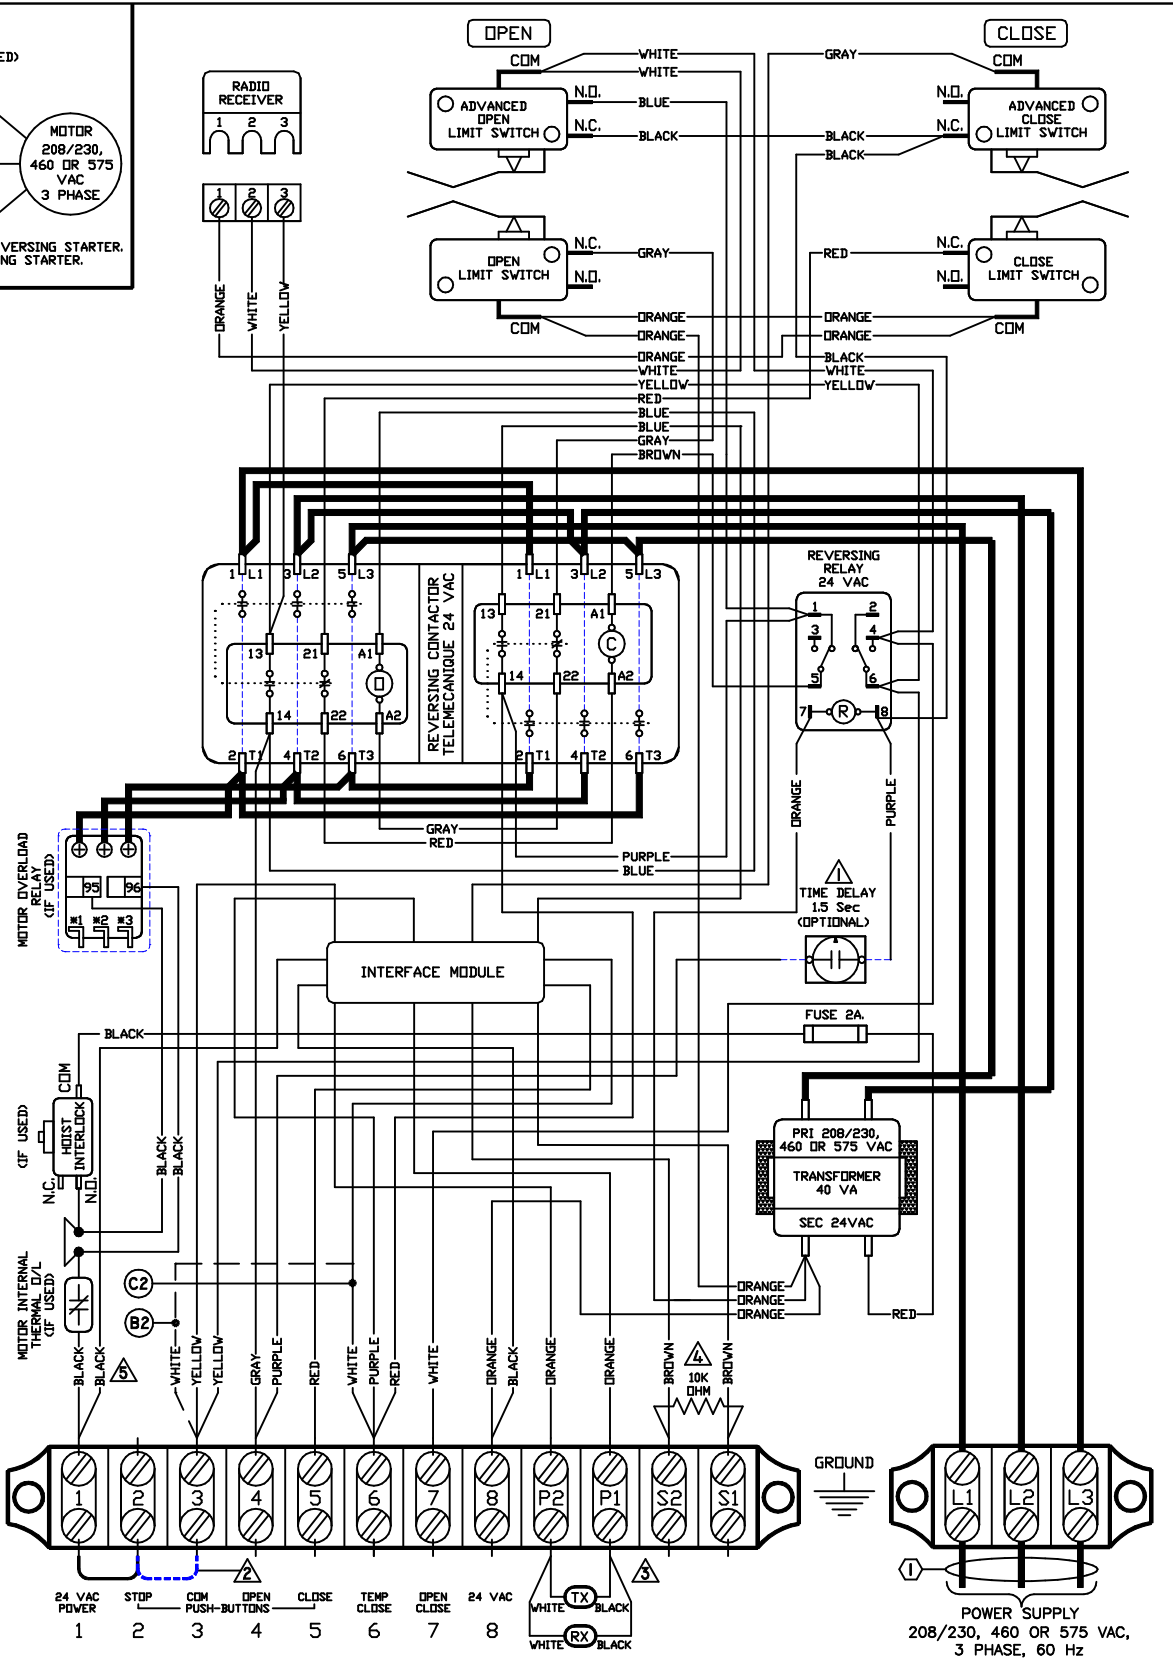 OPEN
CLOSE
ED)
COM
WHITE
GRAY
COM
WHITE
RADIO
RECEIVER
1 2 3
N.O.
BLUE
N.O.
ADVANCED
OPEN
LIMIT SWITCH
N.C.
BLACK
BLACK
N.C.
ADVANCED
CLOSE
LIMIT SWITCH
BLACK
MOTOR
208/230,
460 OR 575
VAC
3 PHASE
1 2 3
VERSING STARTER.
NG STARTER.
N.C.
GRAY
RED
N.C.
OPEN
LIMIT SWITCH
N.O.
CLOSE
LIMIT SWITCH
N.O.
ORANGE
WHITE
YELLOW
COM
ORANGE
ORANGE
COM
ORANGE
ORANGE
ORANGE
BLACK
WHITE
WHITE
YELLOW
YELLOW
RED
BLUE
BLUE
GRAY
BROWN
1 L1 3 L2 5 L3
1 L1 3 L2 5 L3
REVERSING CONTACTOR
TELEMECANIQUE 24 VAC
REVERSING
RELAY
24 VAC
13 21 A1
O
14 22 A2
2 T1 4 T2 6 T3
13 21 A1
C
14 22 A2
2 T1 4 T2 6 T3
1 2
3 4
5 6
7 R 8
ORANGE
PURPLE
GRAY
RED
PURPLE
BLUE
MOTOR OVERLOAD
RELAY
(IF USED)
95 96
*1 *2 *3
1
TIME DELAY
1.5 Sec
(OPTIONAL)
INTERFACE MODULE
FUSE 2A.
BLACK
COM
HOIST
INTERLOCK
(IF USED)
N.C.
N.O.
BLACK
BLACK
PRI 208/230,
460 OR 575 VAC
TRANSFORMER
40 VA
SEC 24VAC
MOTOR INTERNAL
THERMAL O/L
(IF USED)
C2
B2
ORANGE
ORANGE
ORANGE
RED
BLACK
BLACK
5
WHITE
YELLOW
YELLOW
GRAY
PURPLE
RED
WHITE
PURPLE
RED
WHITE
ORANGE
BLACK
ORANGE
ORANGE
BROWN
4
10K
OHM
BROWN
GROUND
1 2 3 4 5 6 7 8 P2 P1 S2 S1
L1 L2 L3
2
3
1
24 VAC
POWER
STOP
COM
OPEN
PUSH-BUTTONS
CLOSE
TEMP
CLOSE
OPEN
CLOSE
24 VAC
WHITE
TX
BLACK
WHITE
RX
BLACK
1 2 3 4 5 6 7 8
POWER SUPPLY
208/230, 460 OR 575 VAC,
3 PHASE, 60 Hz